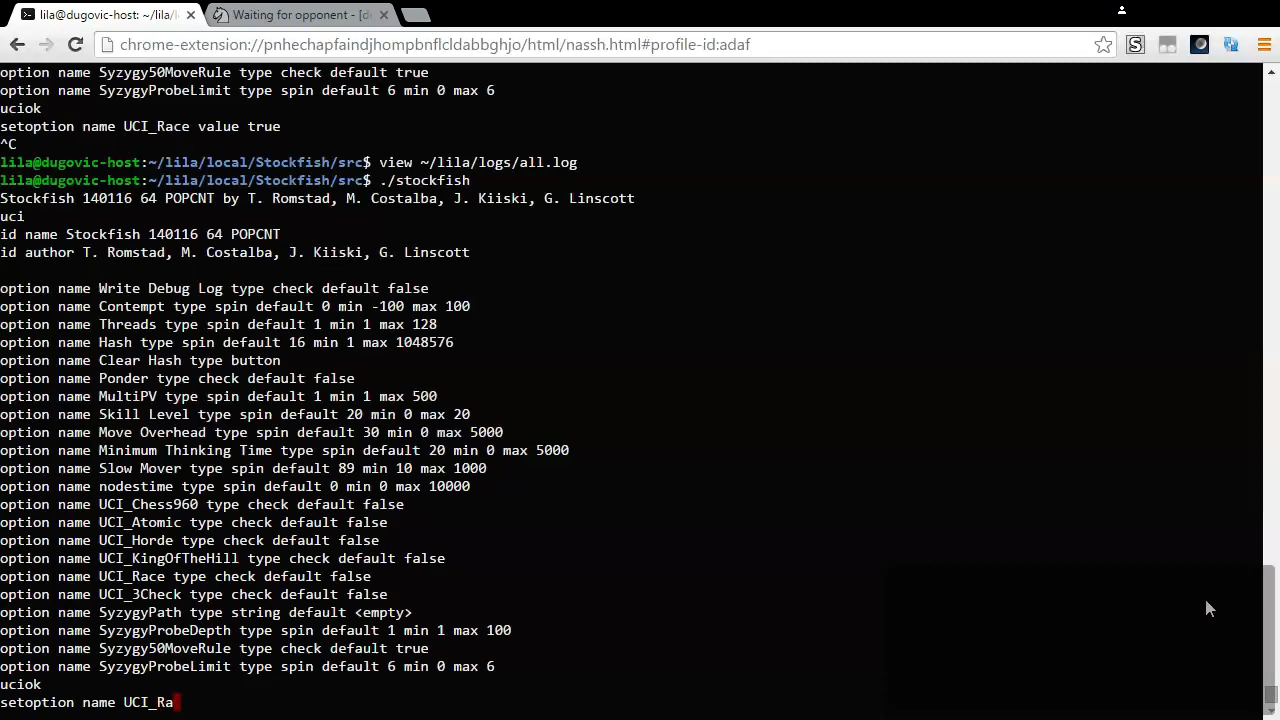 lila@dugovic-host: ~/lila/
Waiting for opponent - [d
chrome-extension://pnhechapfaindjhompbnflcldabbghjo/html/nassh.html#profile-id:adaf
option name Syzygy50MoveRule type check default true
option name SyzygyProbeLimit type spin default 6 min 0 max 6
uciok
setoption name UCI_Race value true
^C
lila@dugovic-host:~/lila/local/Stockfish/src$ view ~/lila/logs/all.log
lila@dugovic-host:~/lila/local/Stockfish/src$ ./stockfish
Stockfish 140116 64 POPCNT by T. Romstad, M. Costalba, J. Kiiski, G. Linscott
uci
id name Stockfish 140116 64 POPCNT
id author T. Romstad, M. Costalba, J. Kiiski, G. Linscott
option name Write Debug Log type check default false
option name Contempt type spin default 0 min -100 max 100
option name Threads type spin default 1 min 1 max 128
option name Hash type spin default 16 min 1 max 1048576
option name Clear Hash type button
option name Ponder type check default false
option name MultiPV type spin default 1 min 1 max 500
option name Skill Level type spin default 20 min 0 max 20
option name Move Overhead type spin default 30 min 0 max 5000
option name Minimum Thinking Time type spin default 20 min 0 max 5000
option name Slow Mover type spin default 89 min 10 max 1000
option name nodestime type spin default 0 min 0 max 10000
option name UCI_Chess960 type check default false
option name UCI_Atomic type check default false
option name UCI_Horde type check default false
option name UCI_KingOfTheHill type check default false
option name UCI_Race type check default false
option name UCI_3Check type check default false
option name SyzygyPath type string default <empty>
option name SyzygyProbeDepth type spin default 1 min 1 max 100
option name Syzygy50MoveRule type check default true
option name SyzygyProbeLimit type spin default 6 min 0 max 6
uciok
setoption name UCI_Ra